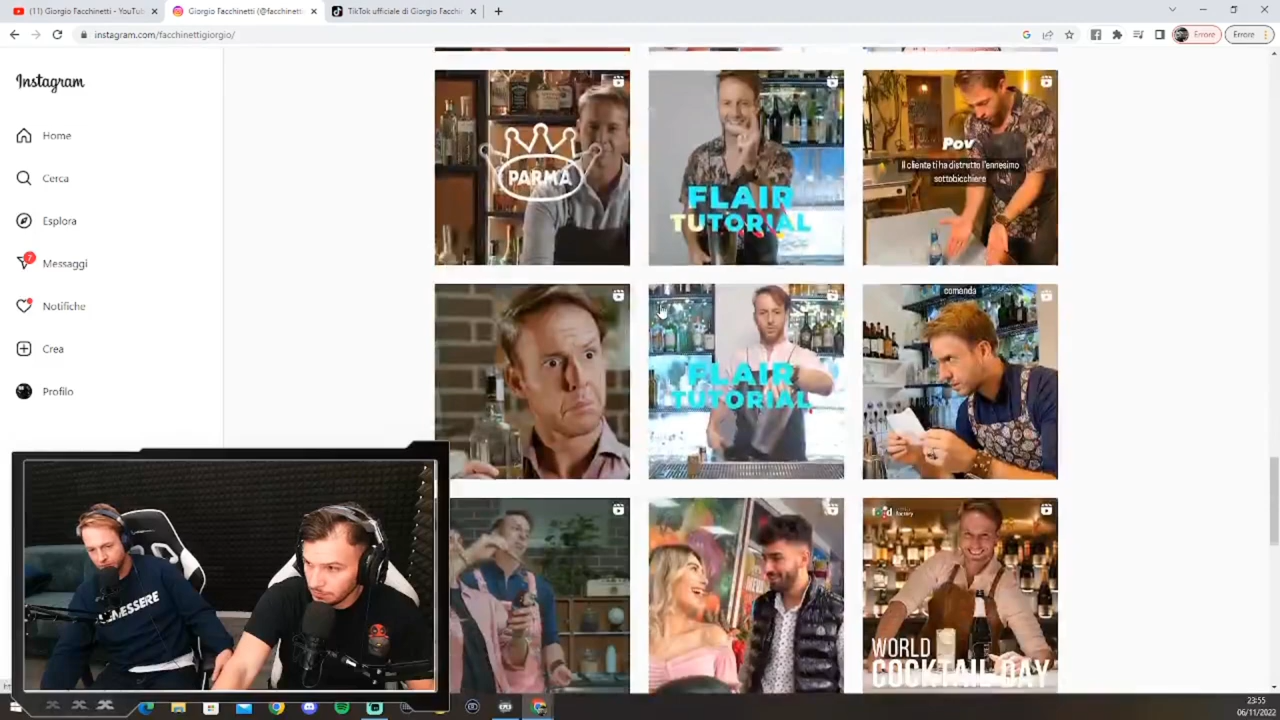 (11) Giorgio Facchinetti - YouTub
Giorgio Facchinetti (@facchinett
TikTok ufficiale di Giorgio Facchi
instagram.com/facchinettigiorgio/
Errore
Errore
Instagram
Home
Cerca
Esplora
7
Messaggi
Notifiche
Crea
Profilo
PARMA
FLAIR
TUTORIAL
Pov
Il cliente ti ha distrutto l'ennesimo
sottobicchiere
FLAIR
TUTORIAL
comanda
WORLD
COCKTAIL DAY
23:55
06/11/2022